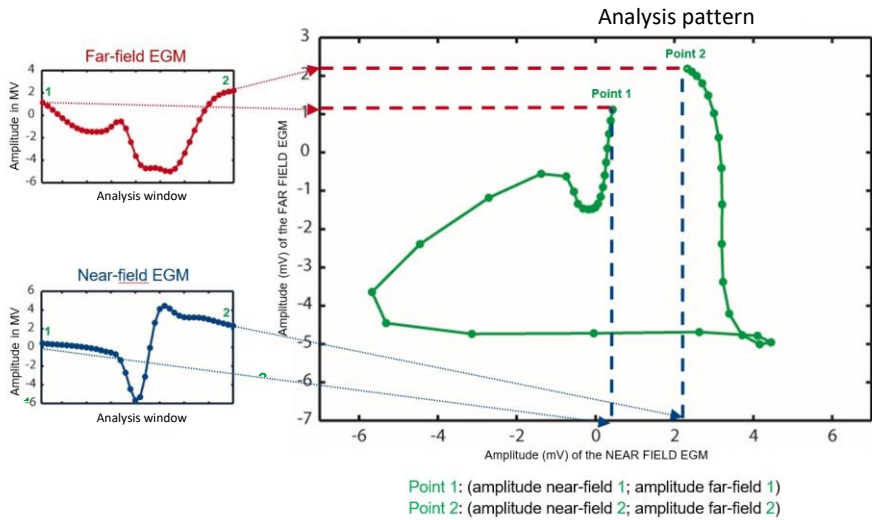 Analysis pattern
Far-field EGM
Amplitude in MV
4
2
0
-2
-4
-6
1
2
Analysis window
Near-field EGM
Amplitude in MV
4
2
0
-2
-4
-6
1
2
Analysis window
Amplitude (mV) of the FAR FIELD EGM
3
2
1
0
-1
-2
-3
-4
-5
-6
-7
Point 2
Point 1
-6
-4
-2
0
2
4
6
Amplitude (mV) of the NEAR FIELD EGM
Point 1: (amplitude near-field 1; amplitude far-field 1)
Point 2: (amplitude near-field 2; amplitude far-field 2)